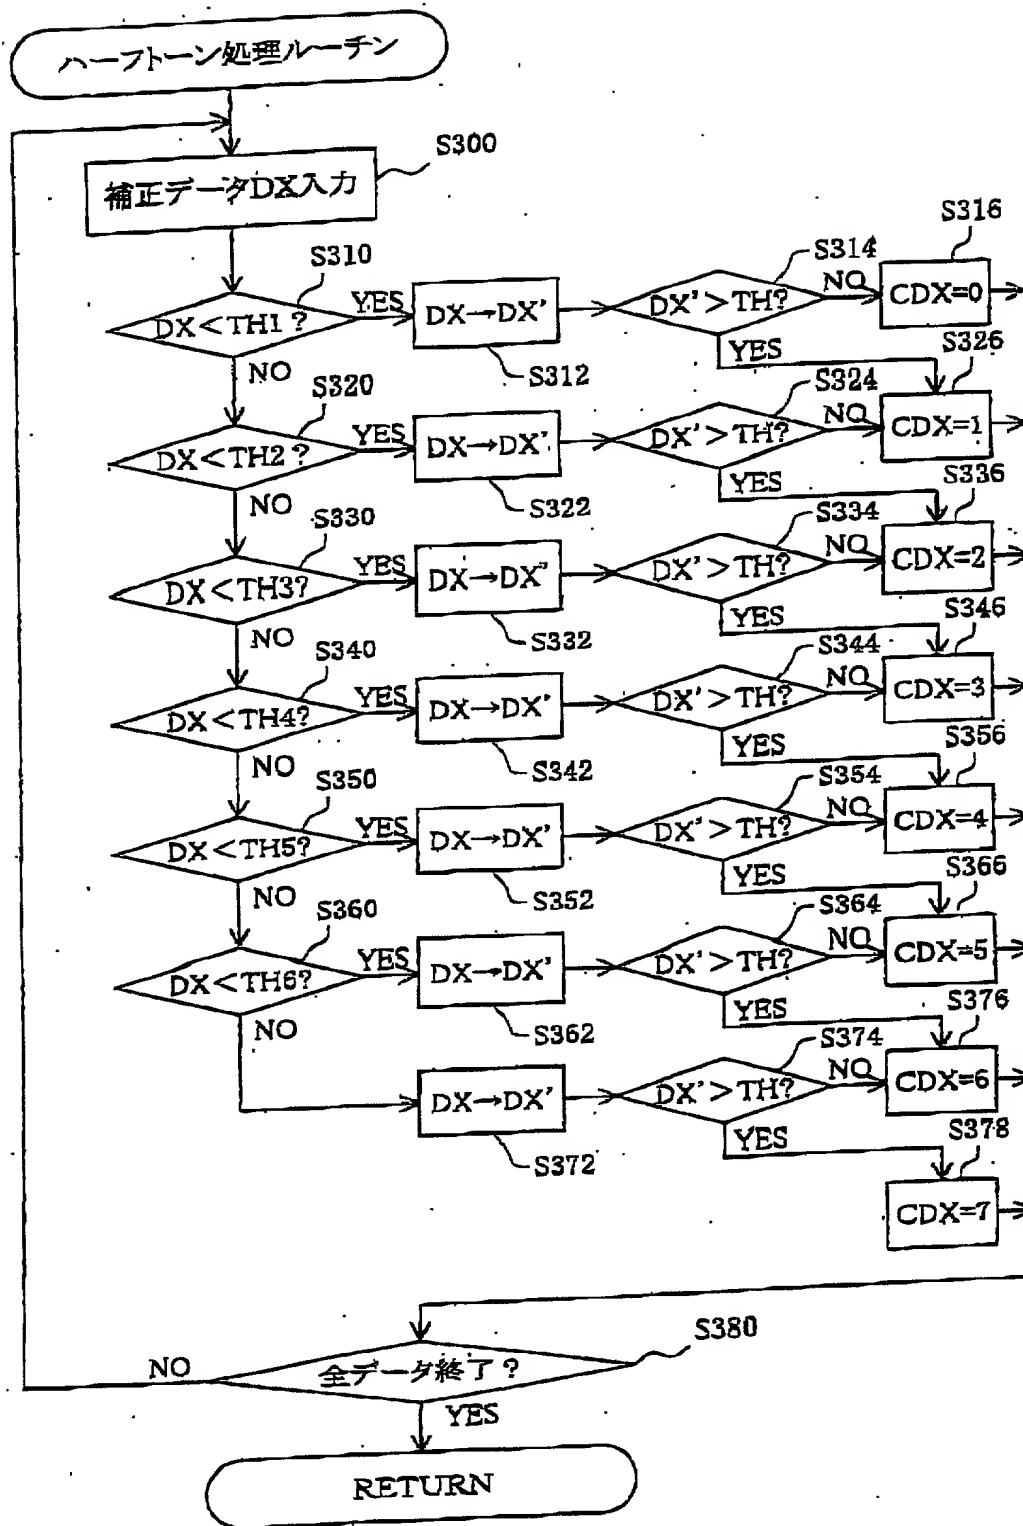 ハーフトーン処理ルーチン
S300
補正データDX入力
S316
S310
S314
DX<TH1?
YES
DX→DX'
DX'>TH?
NO
CDX=0
NO
S312
YES
S326
S320
S324
DX<TH2?
YES
DX→DX'
DX'>TH?
NO
CDX=1
NO
S322
YES
S336
S330
S334
DX<TH3?
YES
DX→DX'
DX'>TH?
NO
CDX=2
NO
S332
YES
S346
S340
S344
DX<TH4?
YES
DX→DX'
DX'>TH?
NO
CDX=3
NO
S342
YES
S356
S350
S354
DX<TH5?
YES
DX→DX'
DX'>TH?
NO
CDX=4
NO
S352
YES
S366
S360
S364
DX<TH6?
YES
DX→DX'
DX'>TH?
NO
CDX=5
NO
S362
YES
S376
S374
DX→DX'
DX'>TH?
NO
CDX=6
S372
YES
S378
CDX=7
S380
NO
全データ終了?
YES
RETURN